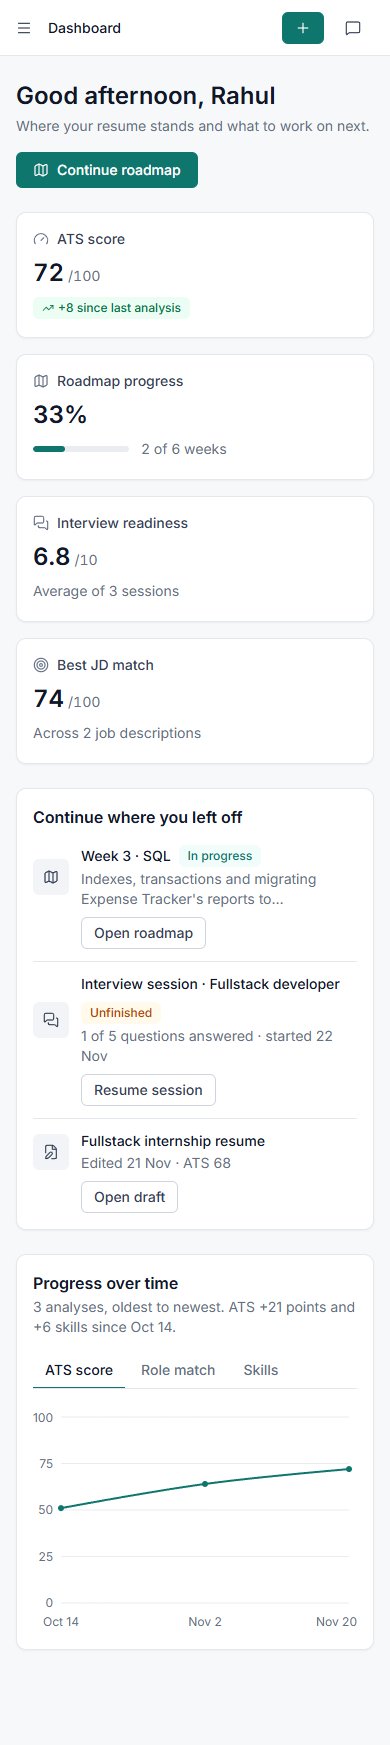 Dashboard
Good afternoon, Rahul
Where your resume stands and what to work on next.
Continue roadmap
ATS score
72 /100
+8 since last analysis
Roadmap progress
33%
2 of 6 weeks
Interview readiness
6.8 /10
Average of 3 sessions
Best JD match
74 /100
Across 2 job descriptions
Continue where you left off
Week 3 · SQL In progress
Indexes, transactions and migrating
Expense Tracker's reports to...
Open roadmap
Interview session · Fullstack developer
Unfinished
1 of 5 questions answered · started 22
Nov
Resume session
Fullstack internship resume
Edited 21 Nov · ATS 68
Open draft
Progress over time
3 analyses, oldest to newest. ATS +21 points and
+6 skills since Oct 14.
ATS score Role match Skills
100
75
50
25
0
Oct 14 Nov 2 Nov 20